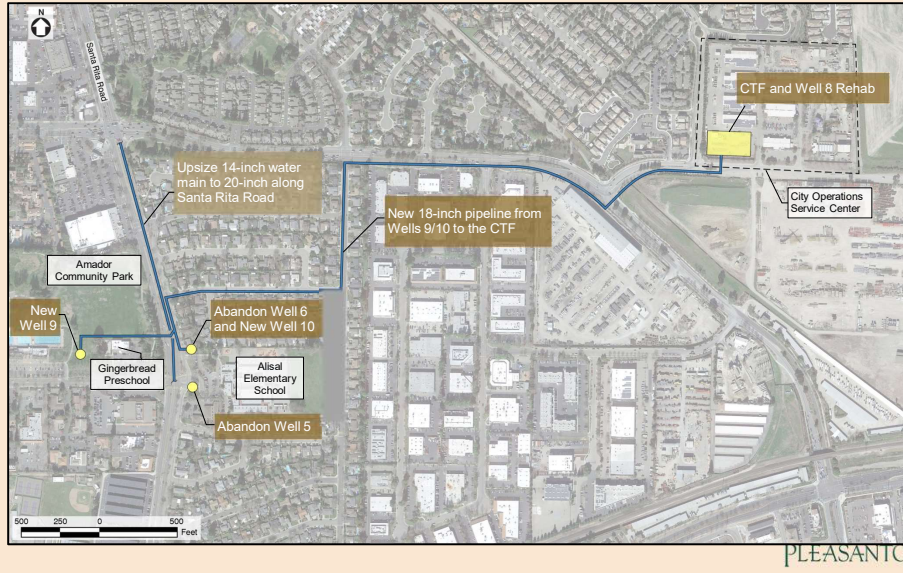 N
Santa Rita Road
CTF and Well 8 Rehab
Upsize 14-inch water
main to 20-inch along
Santa Rita Road
City Operations
Service Center
New 18-inch pipeline from
Wells 9/10 to the CTF
Amador
Community Park
New
Well 9
Abandon Well 6
and New Well 10
Gingerbread
Preschool
Alisal
Elementary
School
Abandon Well 5
500 250 0 500
Feet
PLEASANTO